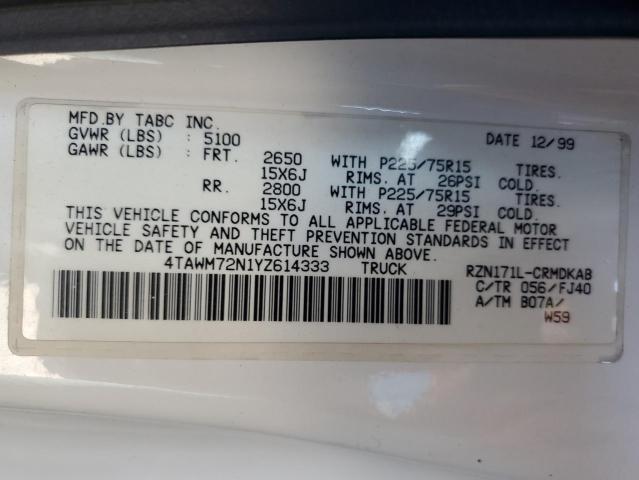 MFD.BY TABC INC. DATE 12/99
GVWR (LBS) : 5100
GAWR (LBS) : FRT. 2650 WITH P225/75R15 TIRES.
15X6J RIMS. AT 26PSI COLD.
RR. 2800 WITH P225/75R15 TIRES.
15X6J RIMS. AT 29PSI COLD.
THIS VEHICLE CONFORMS TO ALL APPLICABLE FEDERAL MOTOR
VEHICLE SAFETY AND THEFT PREVENTION STANDARDS IN EFFECT
ON THE DATE OF MANUFACTURE SHOWN ABOVE.
4TAWM72N1YZ614333 TRUCK RZN171L-CRMDKAB
C/TR 056/FJ40
A/TM B07A/
W59